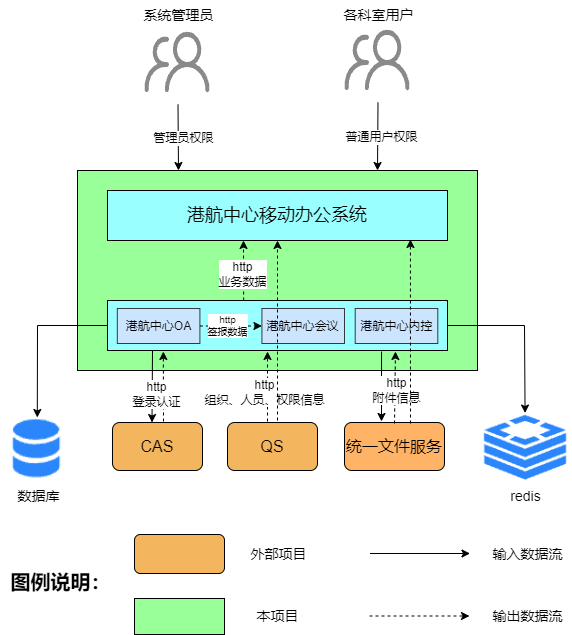 系统管理员
各科室用户
管理员权限
普通用户权限
港航中心移动办公系统
http
业务数据
港航中心OA
http
签报数据
港航中心会议
港航中心内控
http
登录认证
http
组织、人员、权限信息
http
附件信息
CAS
QS
统一文件服务
数据库
redis
外部项目
输入数据流
图例说明：
本项目
输出数据流